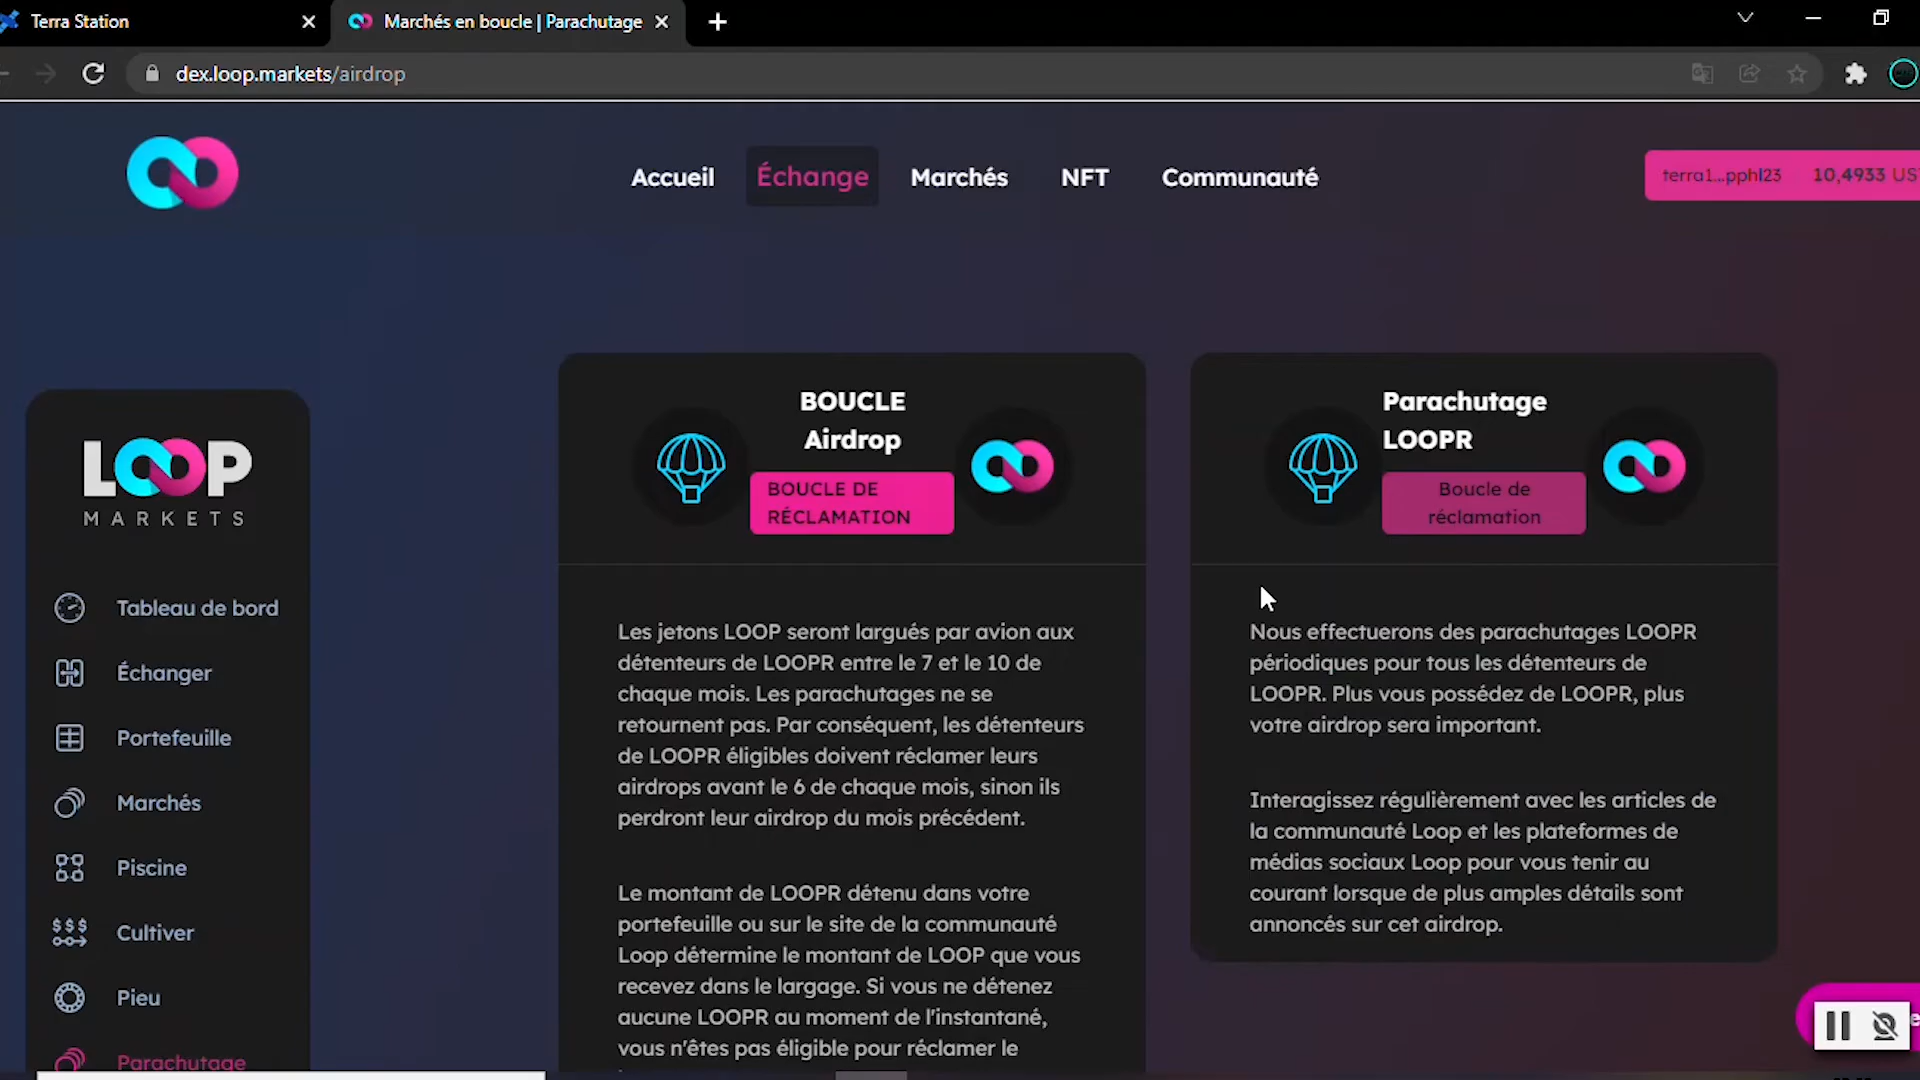 Terra Station
Marchés en boucle | Parachutage
dex.loop.markets/airdrop
Accueil
Échange
Marchés
NFT
Communauté
terra1...pphl23 10,4933
LOOP
MARKETS
Tableau de bord
Échanger
Portefeuille
Marchés
Piscine
Cultiver
Pieu
Parachutage
BOUCLE
Airdrop
BOUCLE DE
RÉCLAMATION
Les jetons LOOP seront largués par avion aux
détenteurs de LOOPR entre le 7 et le 10 de
chaque mois. Les parachutages ne se
retournent pas. Par conséquent, les détenteurs
de LOOPR éligibles doivent réclamer leurs
airdrops avant le 6 de chaque mois, sinon ils
perdront leur airdrop du mois précédent.
Le montant de LOOPR détenu dans votre
portefeuille ou sur le site de la communauté
Loop détermine le montant de LOOP que vous
recevez dans le largage. Si vous ne détenez
aucune LOOPR au moment de l'instantané,
vous n'êtes pas éligible pour réclamer le
Parachutage
LOOPR
Boucle de
réclamation
Nous effectuerons des parachutages LOOPR
périodiques pour tous les détenteurs de
LOOPR. Plus vous possédez de LOOPR, plus
votre airdrop sera important.
Interagissez régulièrement avec les articles de
la communauté Loop et les plateformes de
médias sociaux Loop pour vous tenir au
courant lorsque de plus amples détails sont
annoncés sur cet airdrop.